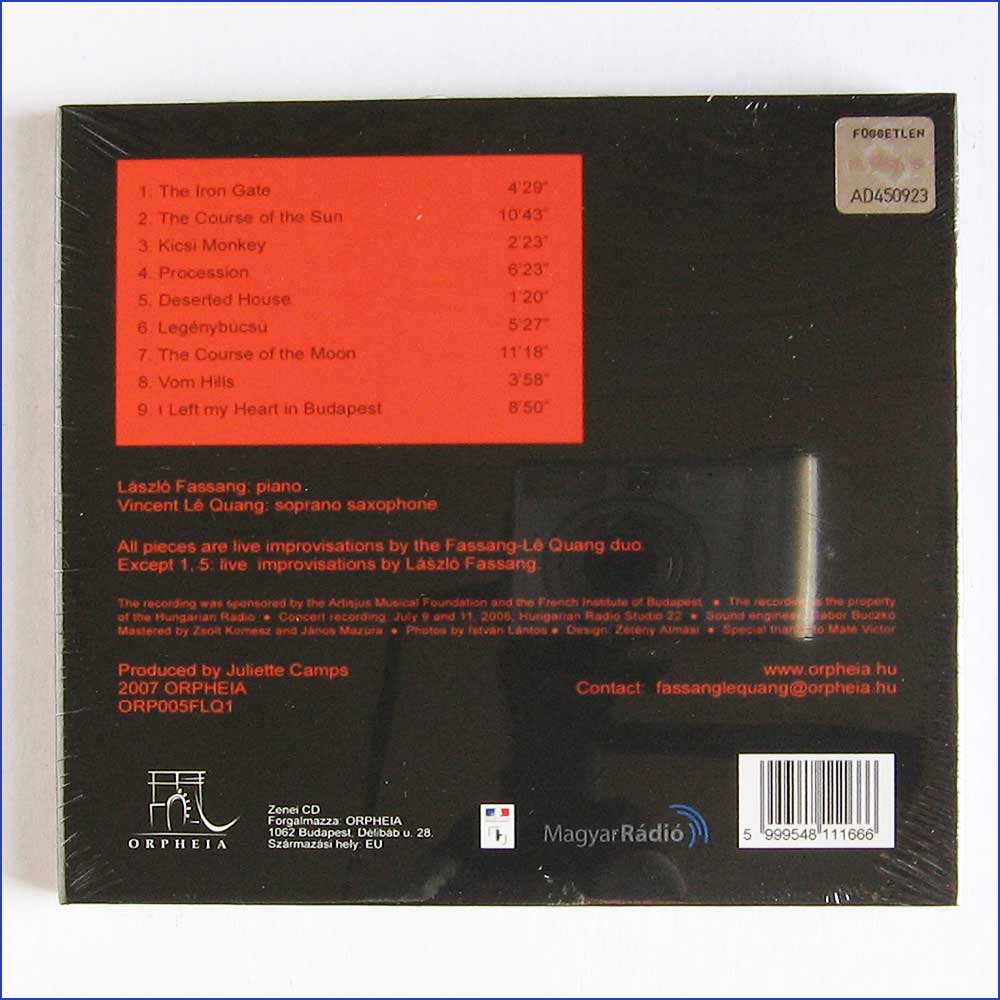 FÜGGETLEN
AD450923
1. The Iron Gate 4'29"
2. The Course of the Sun 10'43"
3. Kicsi Monkey 2'23"
4. Procession 6'23"
5. Deserted House 1'20"
6. Legénybúcsú 5'27"
7. The Course of the Moon 11'18"
8. Vom Hills 3'58"
9. I Left my Heart in Budapest 8'50"
László Fassang: piano
Vincent Lê Quang: soprano saxophone
All pieces are live improvisations by the Fassang-Lê Quang duo.
Except 1, 5: live improvisations by László Fassang.
The recording was sponsored by the Artisjus Musical Foundation and the French Institute of Budapest • The recording is the property
of the Hungarian Radio • Concert recording: July 9 and 11, 2005, Hungarian Radio Studio 22 • Sound engineer: Gábor Buczkó
Mastered by Zsolt Komesz and János Mazura • Photos by István Lantos • Design: Zetény Almási • Special thanks to Máté Victor
Produced by Juliette Camps
2007 ORPHEIA
ORP005FLQ1
www.orpheia.hu
Contact: fassanglequang@orpheia.hu
ORPHEIA
Zenei CD
Forgalmazza: ORPHEIA
1062 Budapest, Délibáb u. 28.
Származási hely: EU
MagyarRádió
5 999548 111666